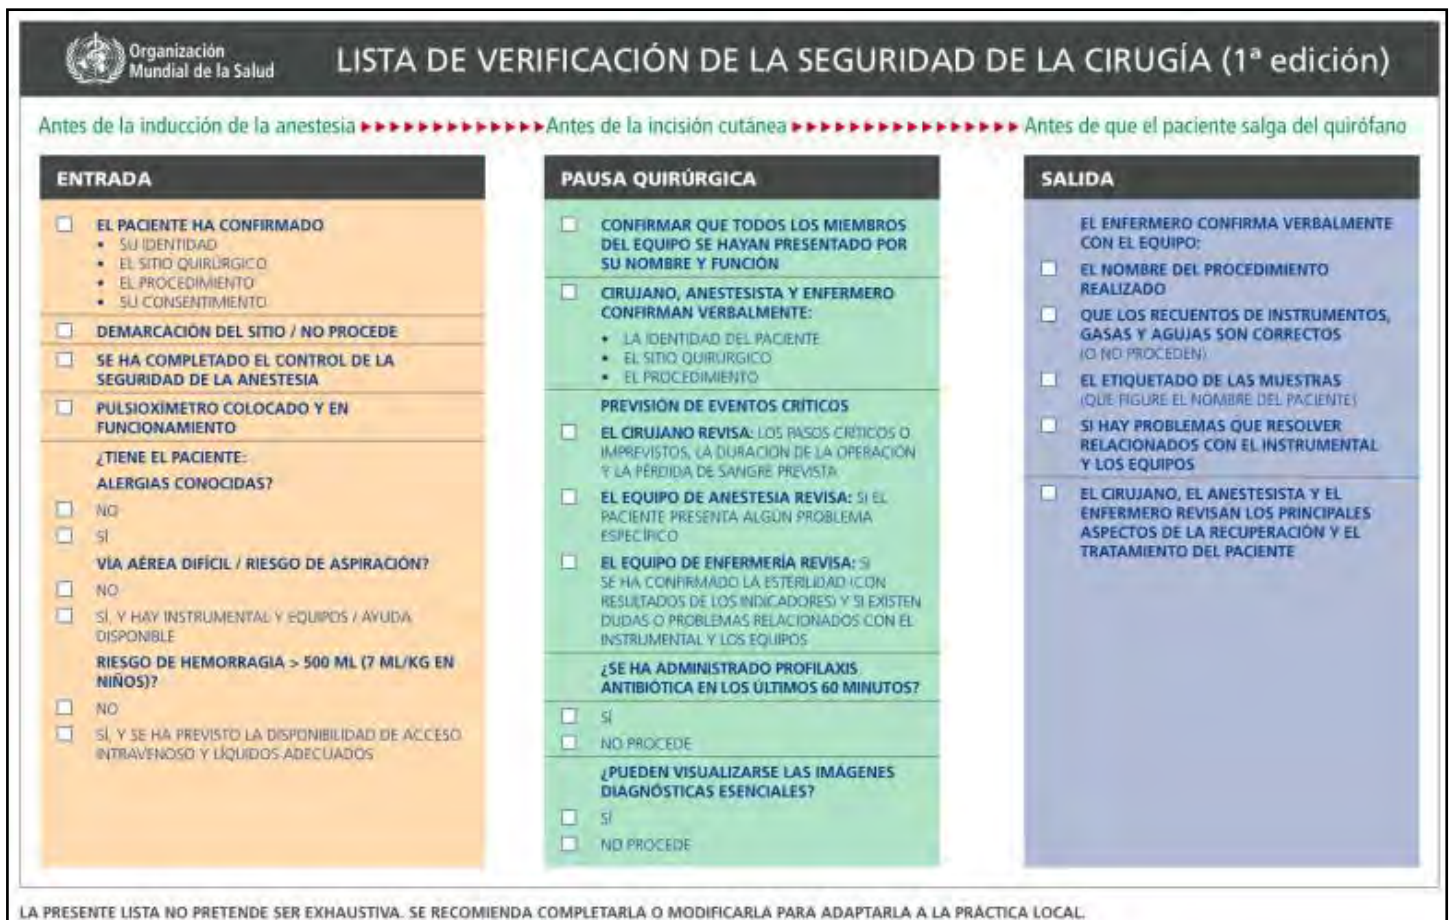 Organización
Mundial de la Salud
LISTA DE VERIFICACIÓN DE LA SEGURIDAD DE LA CIRUGÍA (1ª edición)
Antes de la inducción de la anestesia
Antes de la incisión cutánea
Antes de que el paciente salga del quirófano
ENTRADA
EL PACIENTE HA CONFIRMADO
• SU IDENTIDAD
• EL SITIO QUIRÚRGICO
• EL PROCEDIMIENTO
• SU CONSENTIMIENTO
DEMARCACIÓN DEL SITIO / NO PROCEDE
SE HA COMPLETADO EL CONTROL DE LA
SEGURIDAD DE LA ANESTESIA
PULSIOXÍMETRO COLOCADO Y EN
FUNCIONAMIENTO
¿TIENE EL PACIENTE:
ALERGIAS CONOCIDAS?
NO
SÍ
VÍA AÉREA DIFÍCIL / RIESGO DE ASPIRACIÓN?
NO
SÍ, Y HAY INSTRUMENTAL Y EQUIPOS / AYUDA
DISPONIBLE
RIESGO DE HEMORRAGIA > 500 ML (7 ML/KG EN
NIÑOS)?
NO
SÍ, Y SE HA PREVISTO LA DISPONIBILIDAD DE ACCESO
INTRAVENOSO Y LÍQUIDOS ADECUADOS
PAUSA QUIRÚRGICA
CONFIRMAR QUE TODOS LOS MIEMBROS
DEL EQUIPO SE HAYAN PRESENTADO POR
SU NOMBRE Y FUNCIÓN
CIRUJANO, ANESTESISTA Y ENFERMERO
CONFIRMAN VERBALMENTE:
• LA IDENTIDAD DEL PACIENTE
• EL SITIO QUIRÚRGICO
• EL PROCEDIMIENTO
PREVISIÓN DE EVENTOS CRÍTICOS
EL CIRUJANO REVISA: LOS PASOS CRÍTICOS O
IMPREVISTOS, LA DURACIÓN DE LA OPERACIÓN
Y LA PÉRDIDA DE SANGRE PREVISTA
EL EQUIPO DE ANESTESIA REVISA: SI EL
PACIENTE PRESENTA ALGÚN PROBLEMA
ESPECÍFICO
EL EQUIPO DE ENFERMERÍA REVISA: SI
SE HA CONFIRMADO LA ESTERILIDAD (CON
RESULTADOS DE LOS INDICADORES) Y SI EXISTEN
DUDAS O PROBLEMAS RELACIONADOS CON EL
INSTRUMENTAL Y LOS EQUIPOS
¿SE HA ADMINISTRADO PROFILAXIS
ANTIBIÓTICA EN LOS ÚLTIMOS 60 MINUTOS?
SÍ
NO PROCEDE
¿PUEDEN VISUALIZARSE LAS IMÁGENES
DIAGNÓSTICAS ESENCIALES?
SÍ
NO PROCEDE
SALIDA
EL ENFERMERO CONFIRMA VERBALMENTE
CON EL EQUIPO:
EL NOMBRE DEL PROCEDIMIENTO
REALIZADO
QUE LOS RECUENTOS DE INSTRUMENTOS,
GASAS Y AGUJAS SON CORRECTOS
(O NO PROCEDEN)
EL ETIQUETADO DE LAS MUESTRAS
(QUE FIGURE EL NOMBRE DEL PACIENTE)
SI HAY PROBLEMAS QUE RESOLVER
RELACIONADOS CON EL INSTRUMENTAL
Y LOS EQUIPOS
EL CIRUJANO, EL ANESTESISTA Y EL
ENFERMERO REVISAN LOS PRINCIPALES
ASPECTOS DE LA RECUPERACIÓN Y EL
TRATAMIENTO DEL PACIENTE
LA PRESENTE LISTA NO PRETENDE SER EXHAUSTIVA. SE RECOMIENDA COMPLETARLA O MODIFICARLA PARA ADAPTARLA A LA PRÁCTICA LOCAL.